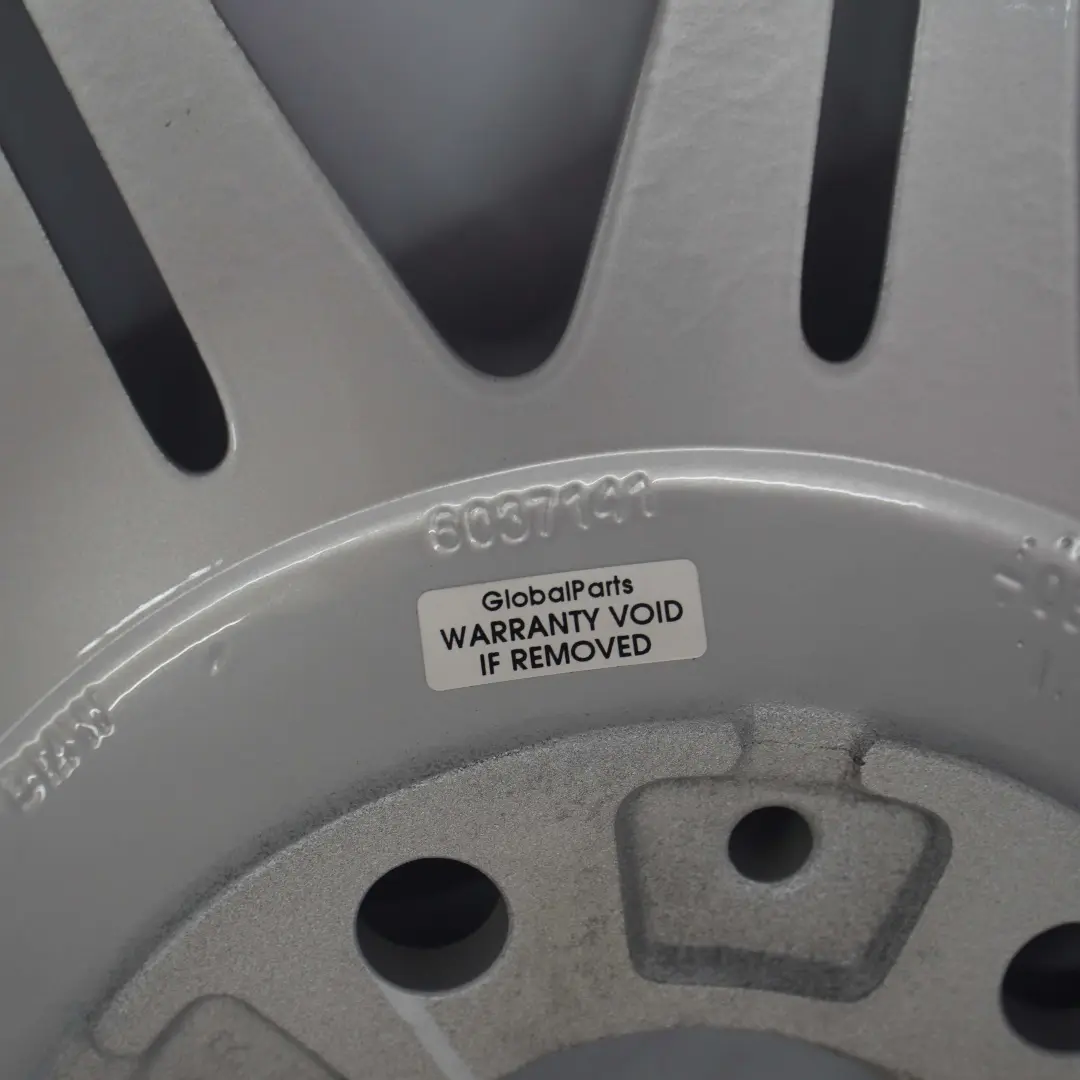 6037141
GlobalParts
WARRANTY VOID
IF REMOVED